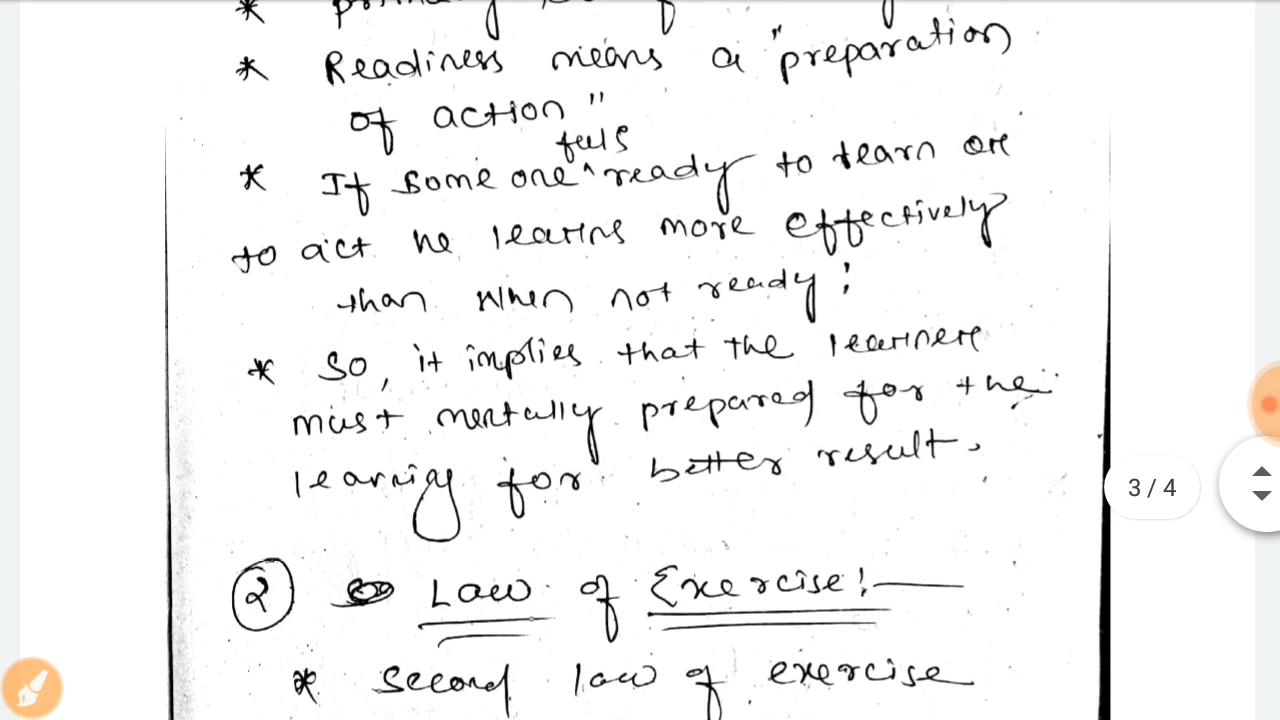 *
* Readiness means a "preparation
of action"
feels
* If some one ^ ready to learn or
to act he learns more effectively
than when not ready:
* So, it implies that the learner
must mentally prepared for the
learnig for better result.
② Law of Exercise:—
* Second law of exercise
3 / 4